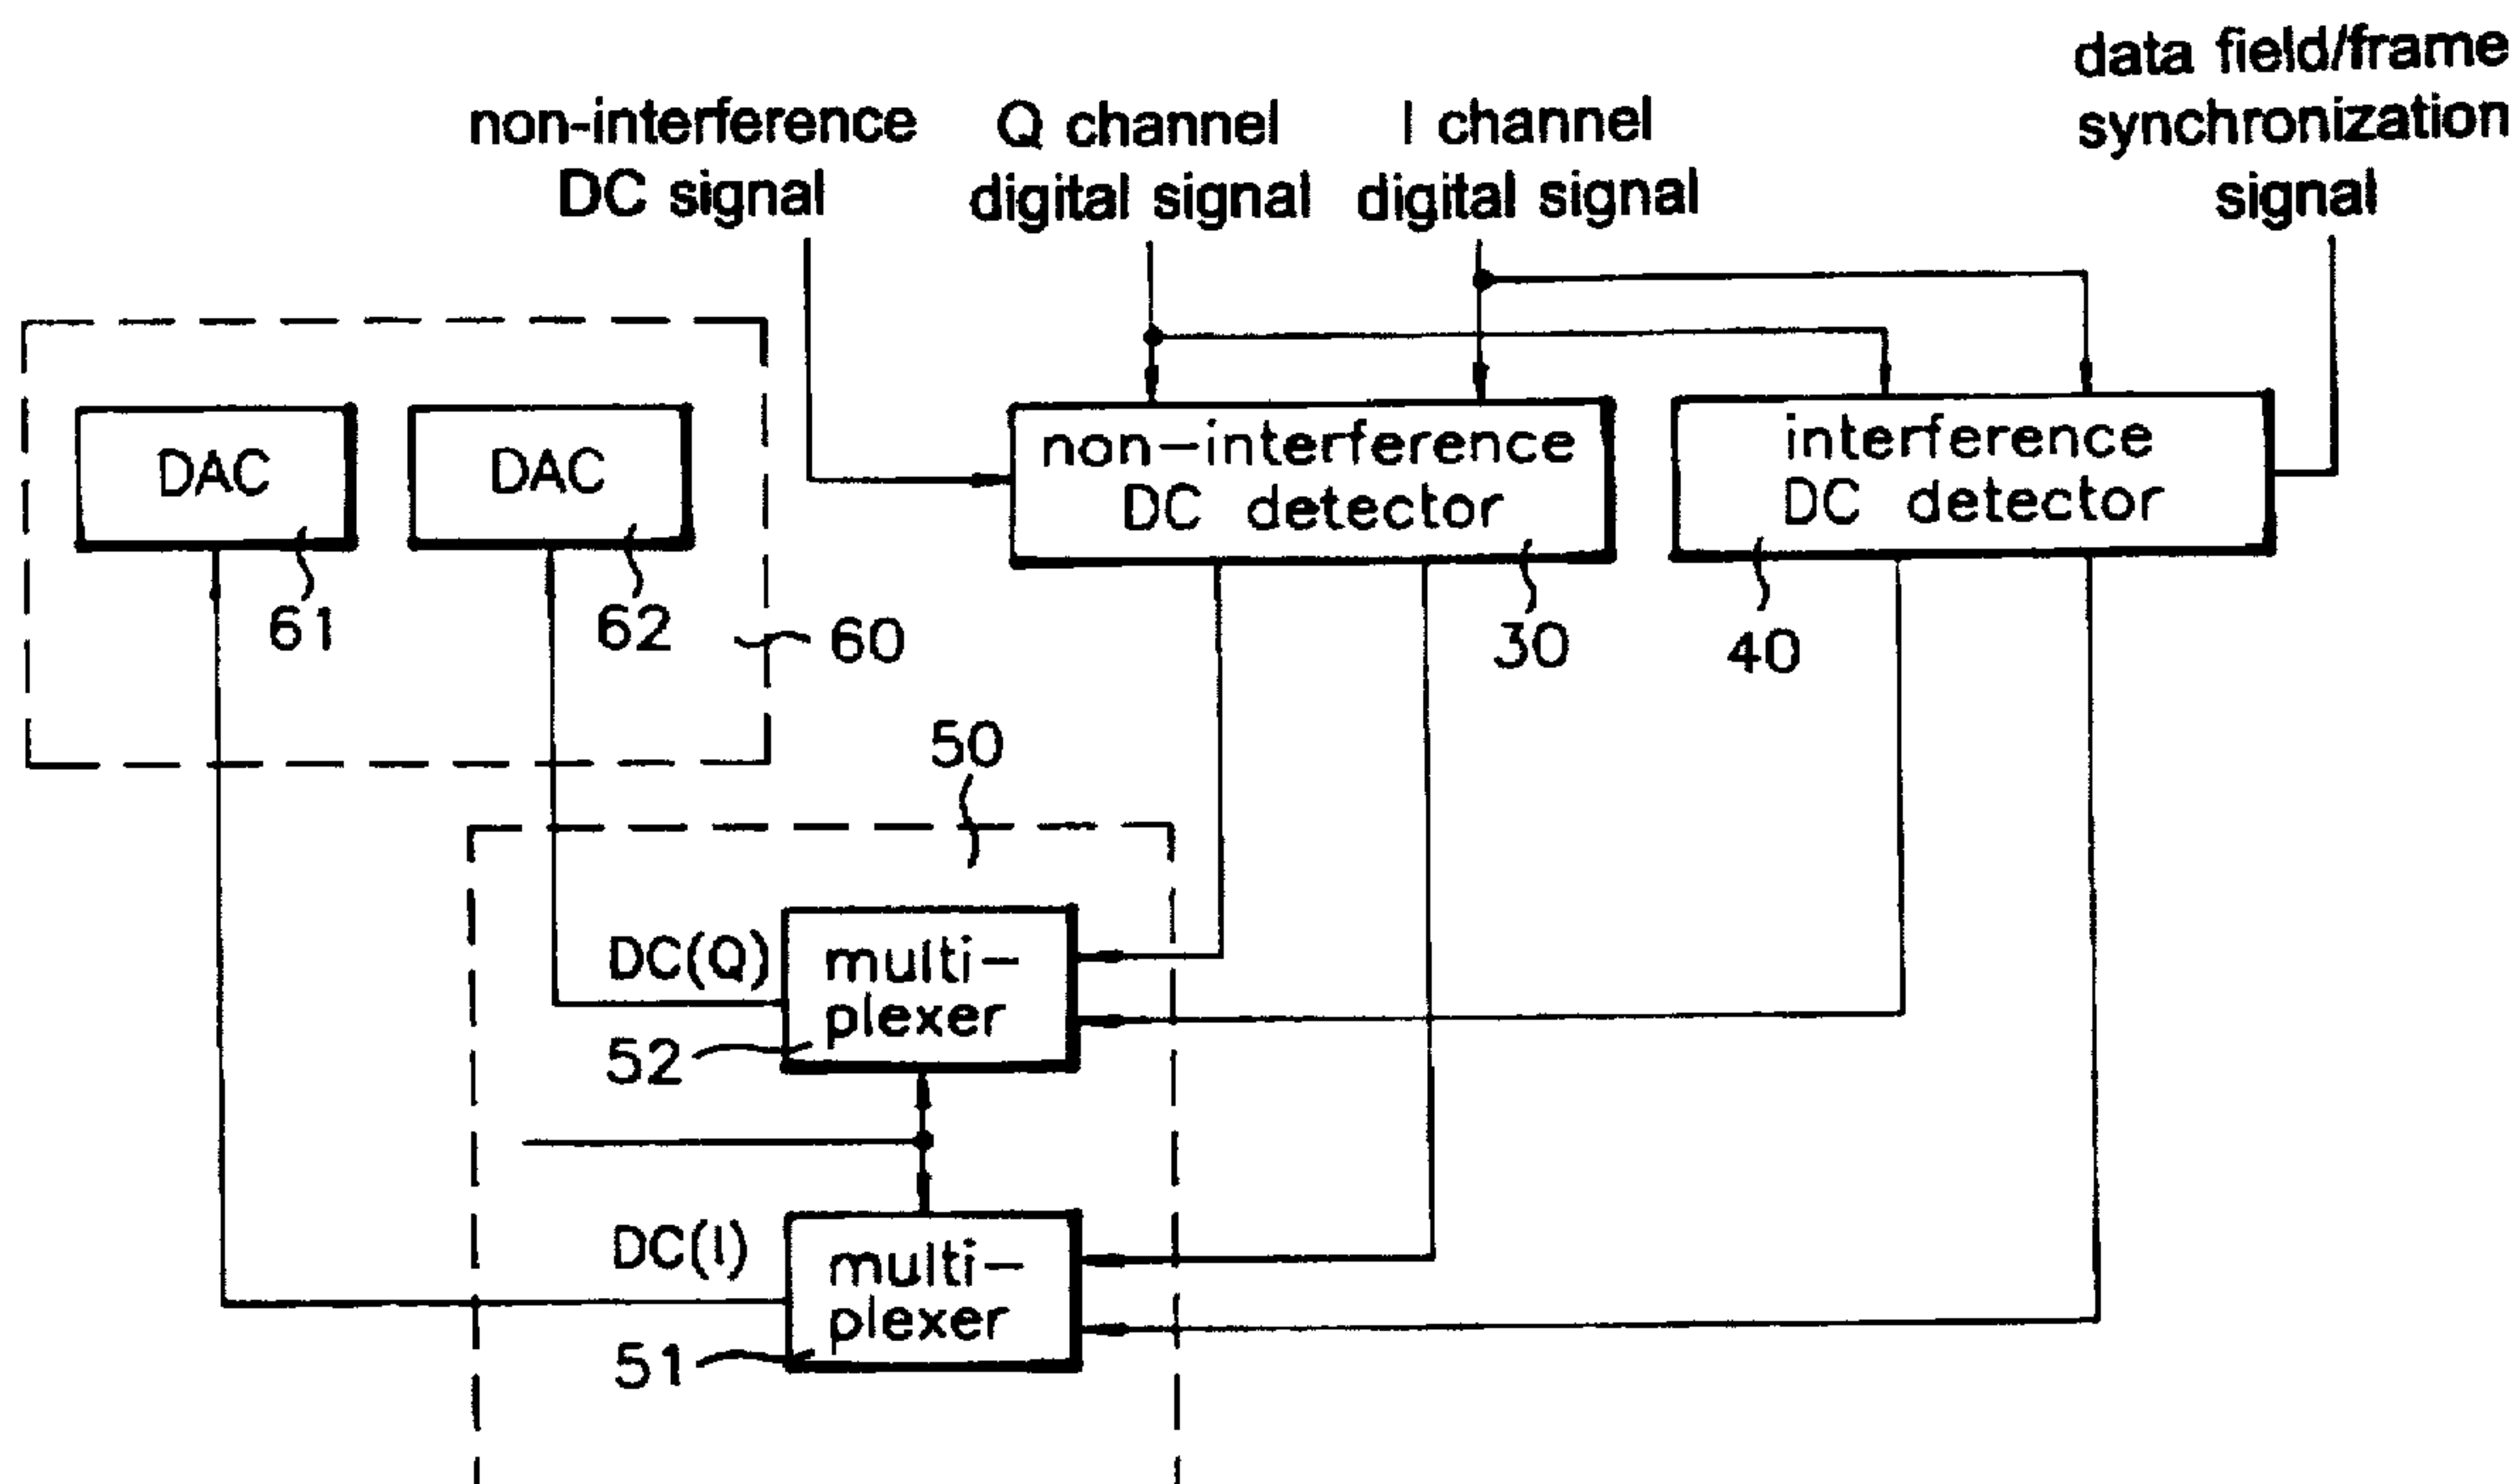 data field/frame
synchronization
signal
non-interference
DC signal
Q channel
digital signal
I channel
digital signal
DAC
DAC
non-interference
DC detector
interference
DC detector
61
62
60
30
40
50
DC(Q)
multi-
plexer
52
DC(I)
multi-
plexer
51